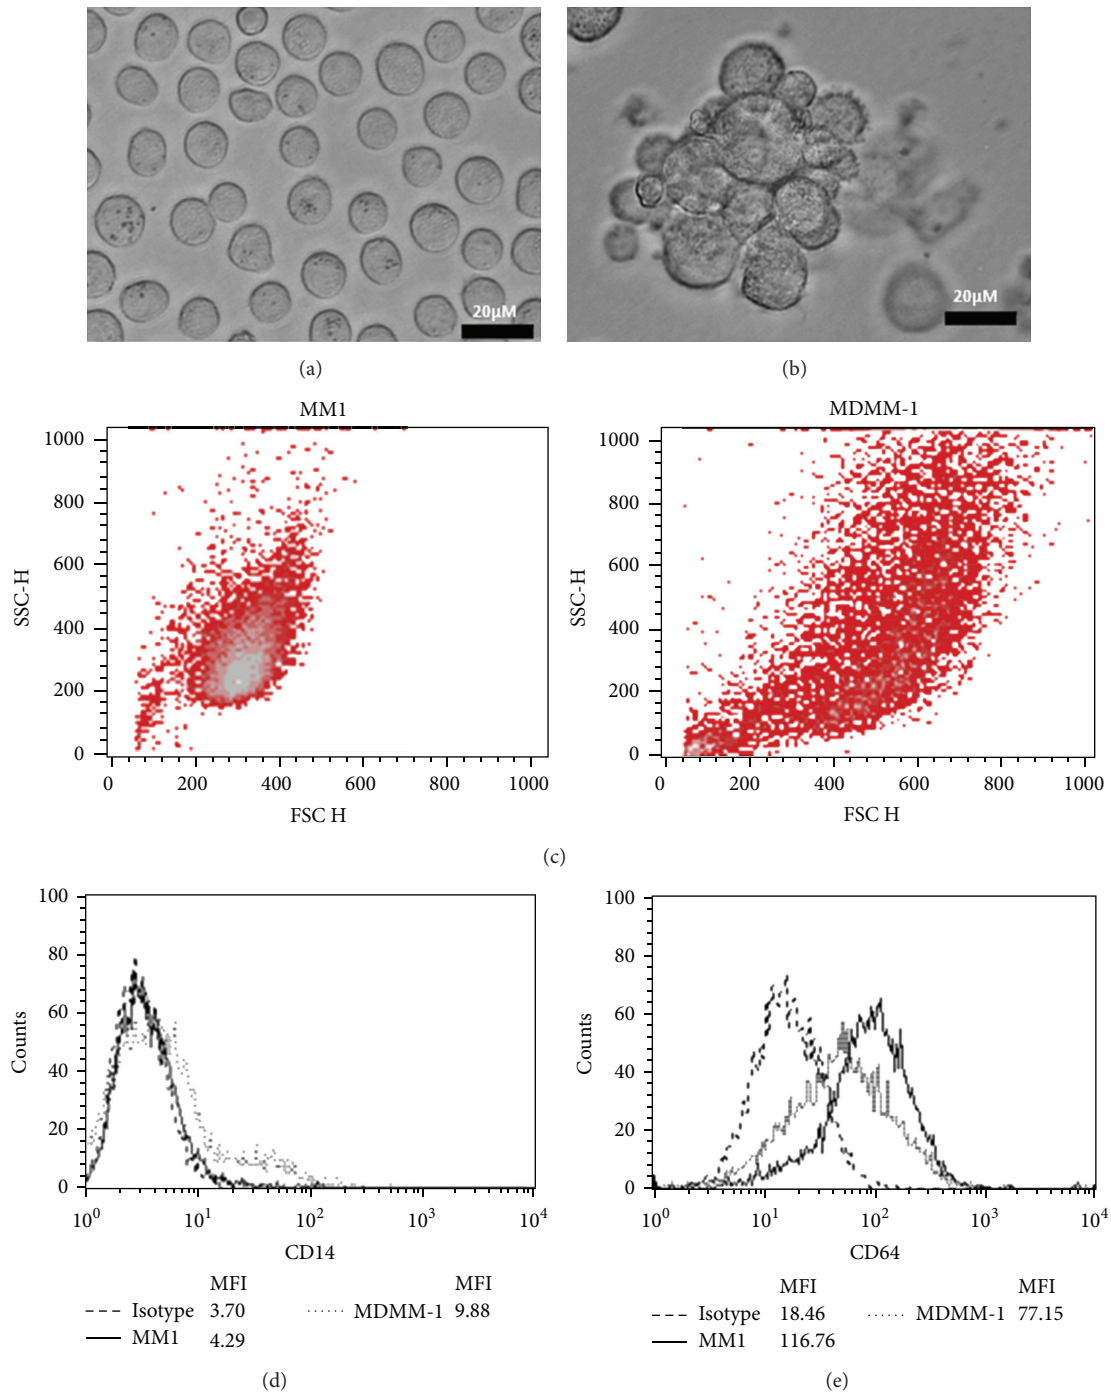 20µM
20µM
(a)
(b)
MM1
MDMM-1
1000
800
600
400
200
0
SSC-H
0 200 400 600 800 1000
FSC H
1000
800
600
400
200
0
SSC-H
0 200 400 600 800 1000
FSC H
(c)
100
80
60
40
20
0
Counts
10^0 10^1 10^2 10^3 10^4
CD14
MFI MFI
Isotype 3.70 MDMM-1 9.88
MM1 4.29
(d)
100
80
60
40
20
0
Counts
10^0 10^1 10^2 10^3 10^4
CD64
MFI MFI
Isotype 18.46 MDMM-1 77.15
MM1 116.76
(e)